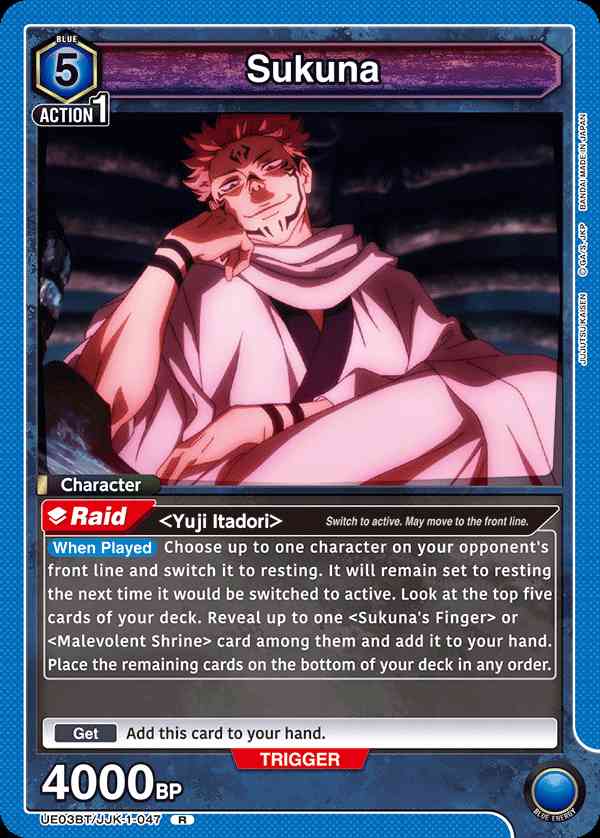 BLUE
5
Sukuna
ACTION 1
JUJUTSU KAISEN ©GA/S,JKP BANDAI MADE IN JAPAN
Character
Raid <Yuji Itadori> Switch to active. May move to the front line.
When Played Choose up to one character on your opponent's
front line and switch it to resting. It will remain set to resting
the next time it would be switched to active. Look at the top five
cards of your deck. Reveal up to one <Sukuna's Finger> or
<Malevolent Shrine> card among them and add it to your hand.
Place the remaining cards on the bottom of your deck in any order.
Get Add this card to your hand.
TRIGGER
4000 BP
UE03BT/JJK-1-047 R
BLUE ENERGY